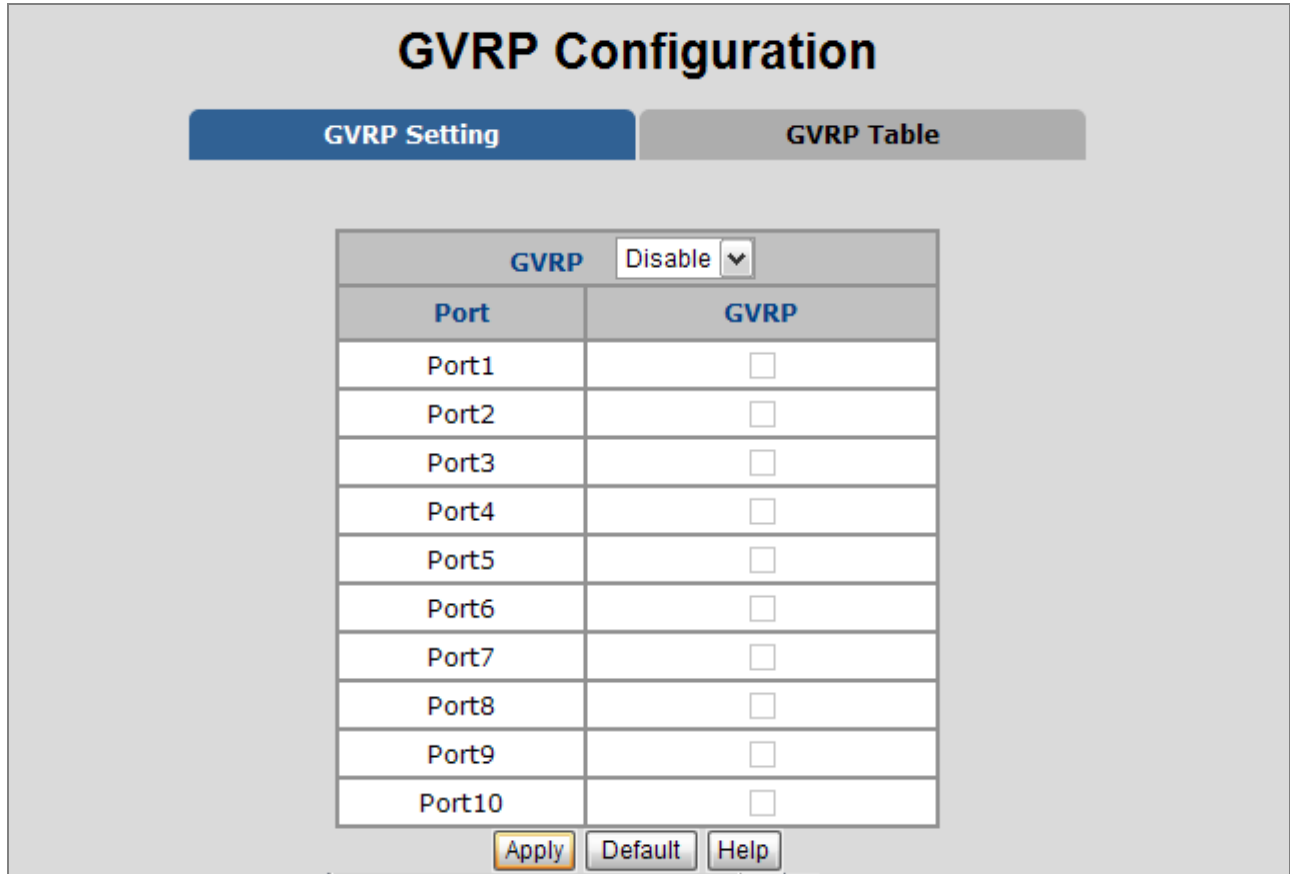 GVRP Configuration
GVRP Setting GVRP Table
GVRP Disable
Port GVRP
Port1
Port2
Port3
Port4
Port5
Port6
Port7
Port8
Port9
Port10
Apply Default Help